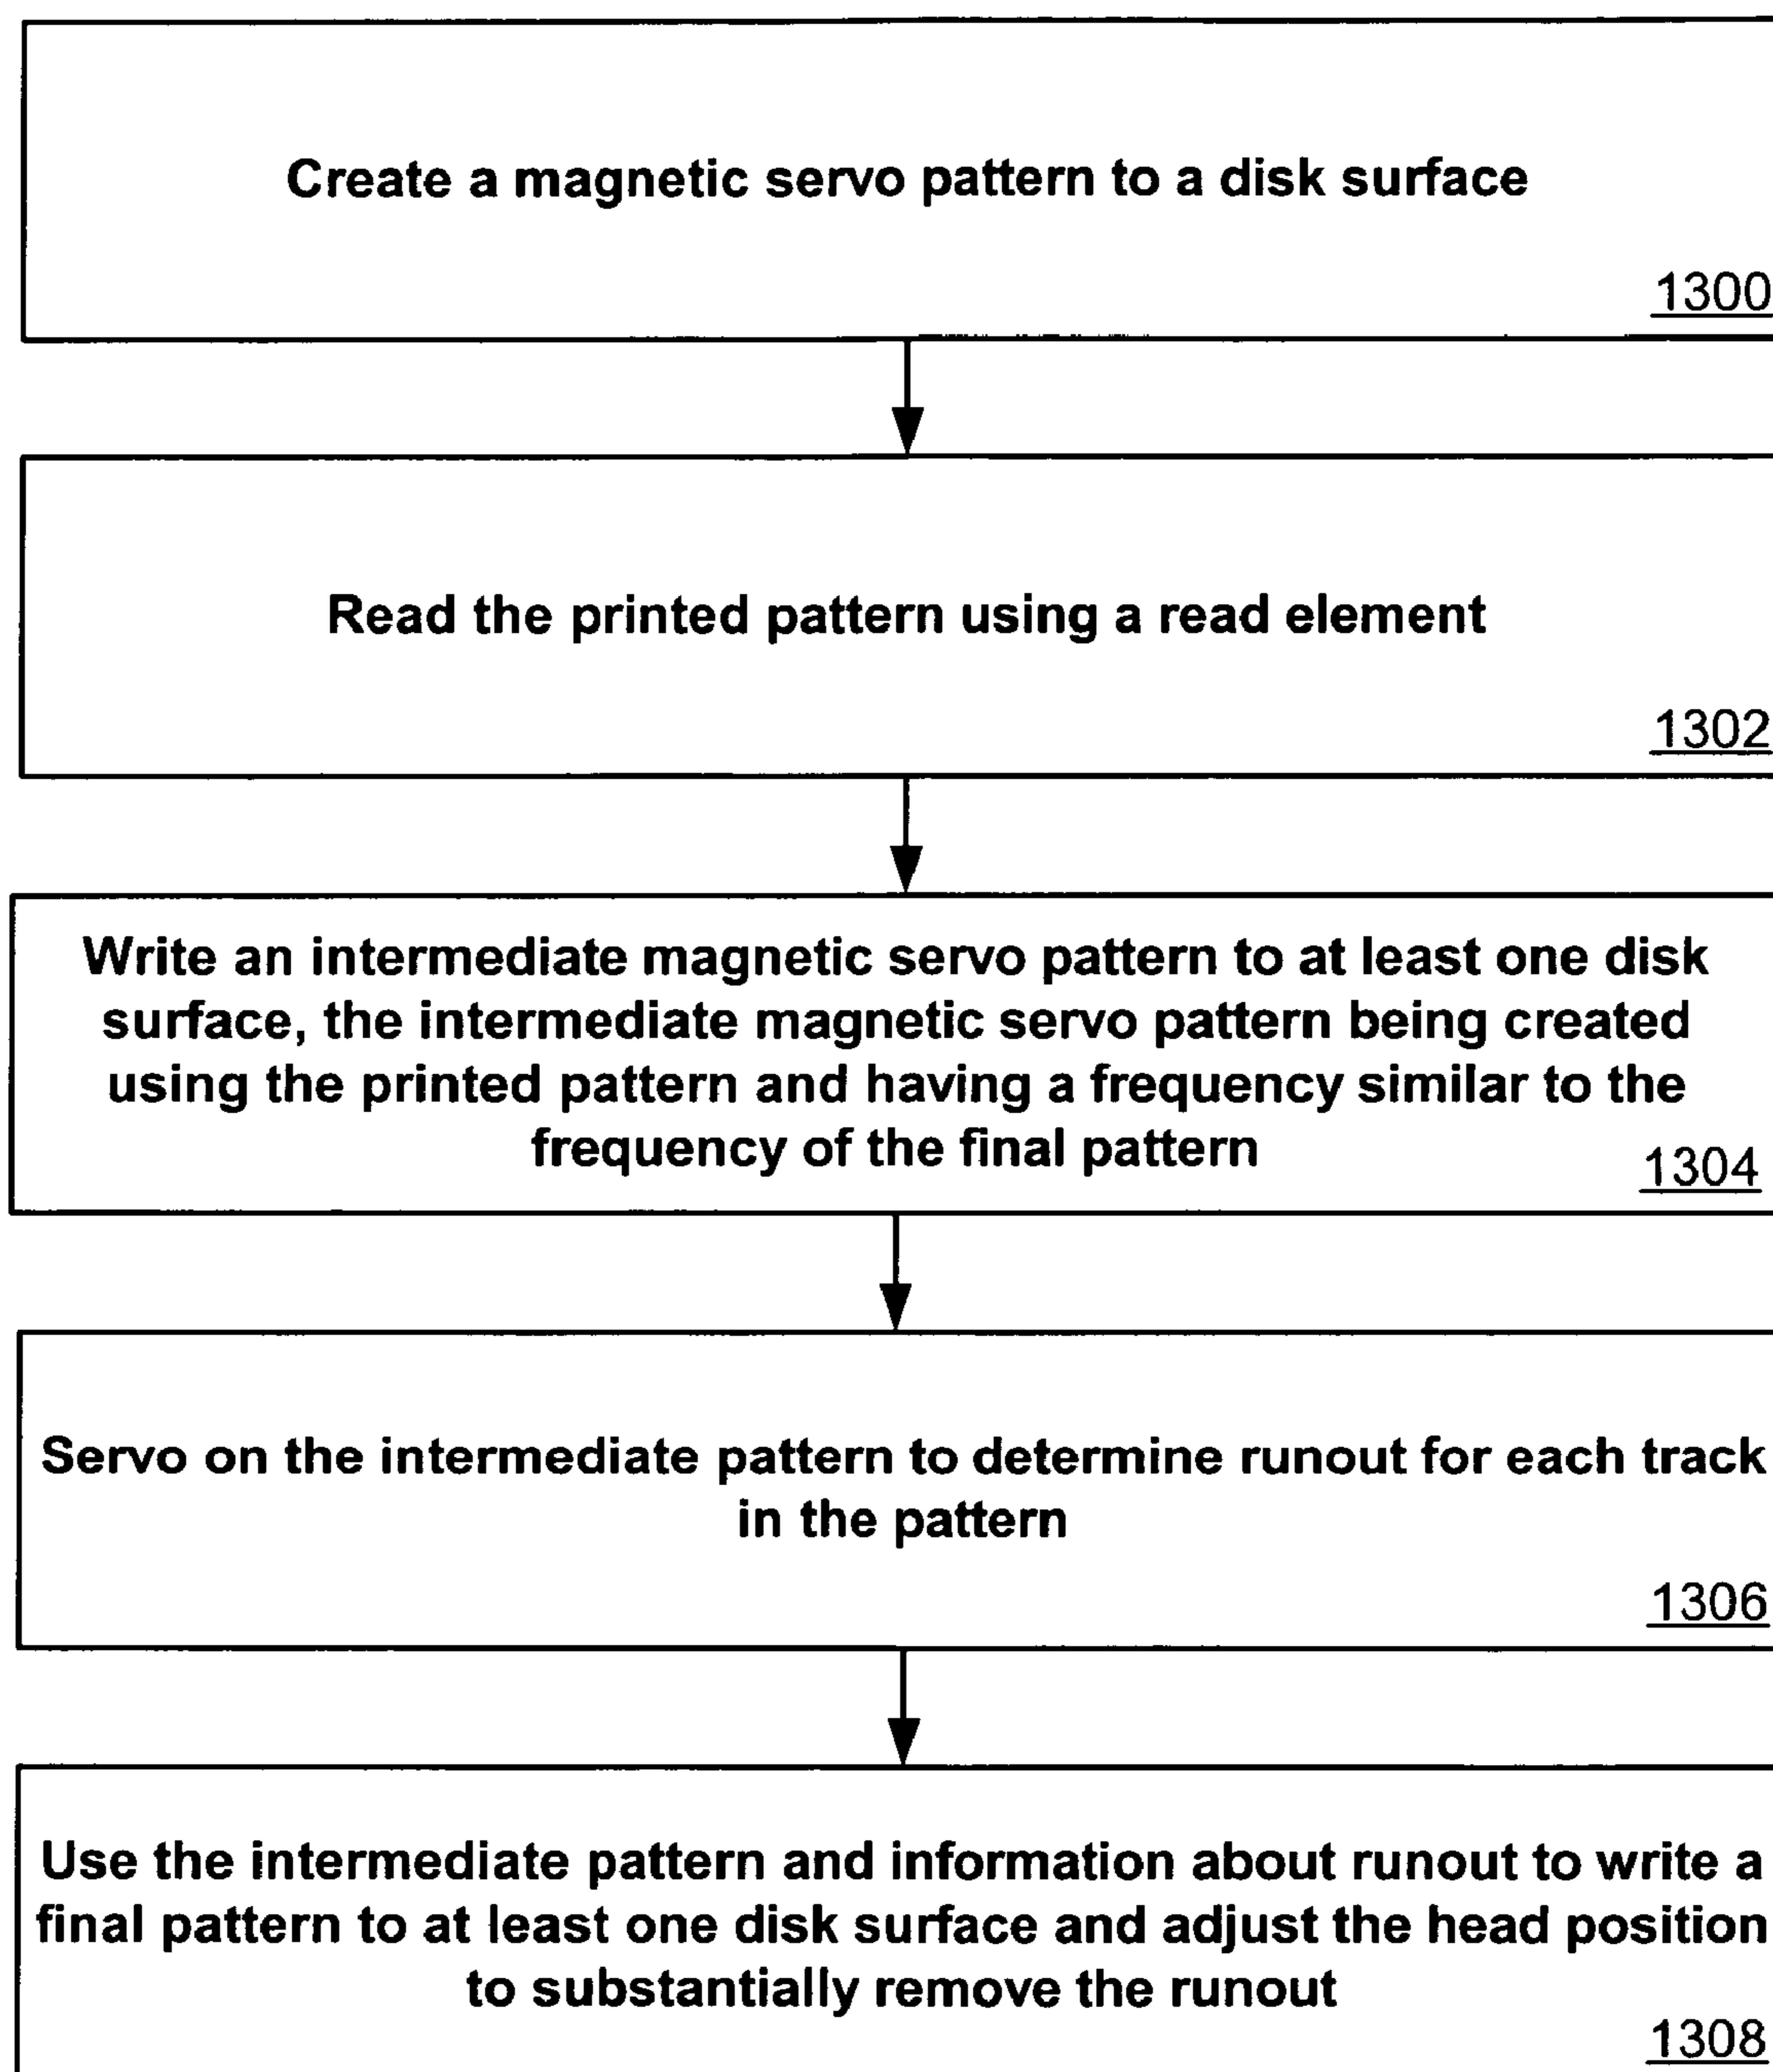 Create a magnetic servo pattern to a disk surface
1300
Read the printed pattern using a read element
1302
Write an intermediate magnetic servo pattern to at least one disk
surface, the intermediate magnetic servo pattern being created
using the printed pattern and having a frequency similar to the
frequency of the final pattern
1304
Servo on the intermediate pattern to determine runout for each track
in the pattern
1306
Use the intermediate pattern and information about runout to write a
final pattern to at least one disk surface and adjust the head position
to substantially remove the runout
1308